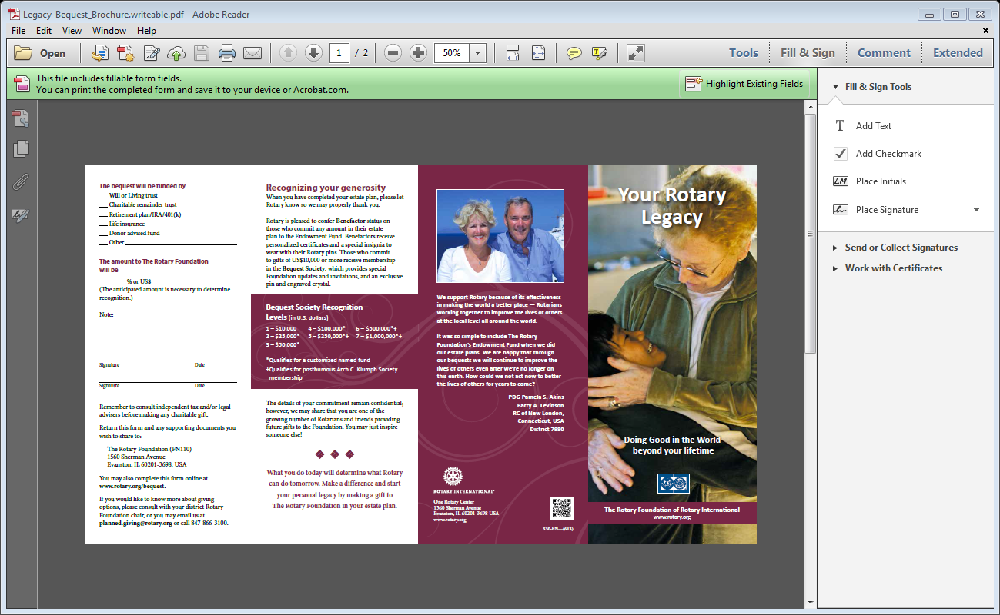 Legacy-Bequest_Brochure.writeable.pdf - Adobe Reader
File Edit View Window Help
Open 1 / 2 50% Tools Fill & Sign Comment Extended
This file includes fillable form fields.
You can print the completed form and save it to your device or Acrobat.com.
Highlight Existing Fields
Fill & Sign Tools
Add Text
Add Checkmark
Place Initials
Place Signature
Send or Collect Signatures
Work with Certificates
The bequest will be funded by
___ Will or Living trust
___ Charitable remainder trust
___ Retirement plan/IRA/401(k)
___ Life insurance
___ Donor advised fund
___ Other
The amount to The Rotary Foundation
will be
% or US$
(The anticipated amount is necessary to determine
recognition.)
Note:
Signature Date
Signature Date
Remember to consult independent tax and/or legal
advisers before making any charitable gift.
Return this form and any supporting documents you
wish to share to:
The Rotary Foundation (FN110)
1560 Sherman Avenue
Evanston, IL 60201-3698, USA
You may also complete this form online at
www.rotary.org/bequest.
If you would like to know more about giving
options, please consult with your district Rotary
Foundation chair, or you may email us at
planned.giving@rotary.org or call 847-866-3100.
Recognizing your generosity
When you have completed your estate plan, please let
Rotary know so we may properly thank you.
Rotary is pleased to confer Benefactor status on
those who commit any amount in their estate
plan to the Endowment Fund. Benefactors receive
personalized certificates and a special insignia to
wear with their Rotary pins. Those who commit
to gifts of US$10,000 or more receive membership
in the Bequest Society, which provides special
Foundation updates and invitations, and an exclusive
pin and engraved crystal.
Bequest Society Recognition
Levels (in U.S. dollars)
1 – $10,000 4 – $100,000* 6 – $500,000*+
2 – $25,000* 5 – $250,000*+ 7 – $1,000,000*+
3 – $50,000*
*Qualifies for a customized named fund
+Qualifies for posthumous Arch C. Klumph Society
membership
The details of your commitment remain confidential;
however, we may share that you are one of the
growing number of Rotarians and friends providing
future gifts to the Foundation. You may just inspire
someone else!
What you do today will determine what Rotary
can do tomorrow. Make a difference and start
your personal legacy by making a gift to
The Rotary Foundation in your estate plan.
We support Rotary because of its effectiveness
in making the world a better place — Rotarians
working together to improve the lives of others
at the local level all around the world.
It was so simple to include The Rotary
Foundation's Endowment Fund when we did
our estate plans. We are happy that through
our bequests we will continue to improve the
lives of others even after we're no longer on
this earth. How could we not act now to better
the lives of others for years to come?
— PDG Pamela S. Akins
Barry A. Levinson
RC of New London,
Connecticut, USA
District 7980
ROTARY INTERNATIONAL
One Rotary Center
1560 Sherman Avenue
Evanston, IL 60201-3698 USA
www.rotary.org
330-EN—(613)
Your Rotary
Legacy
Doing Good in the World
beyond your lifetime
The Rotary Foundation of Rotary International
www.rotary.org